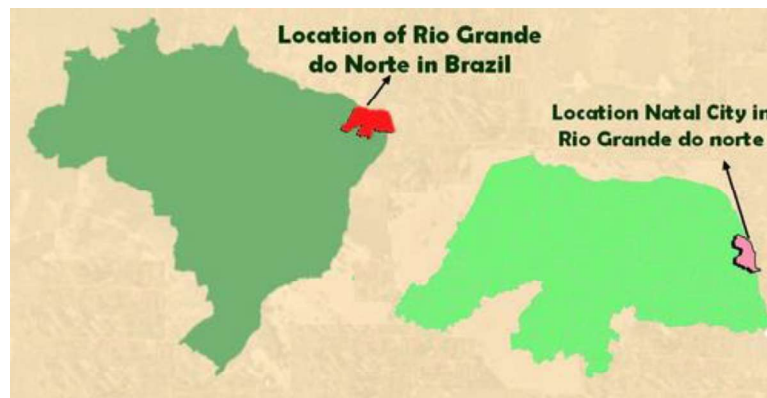 Location of Rio Grande
do Norte in Brazil
Location Natal City in
Rio Grande do norte